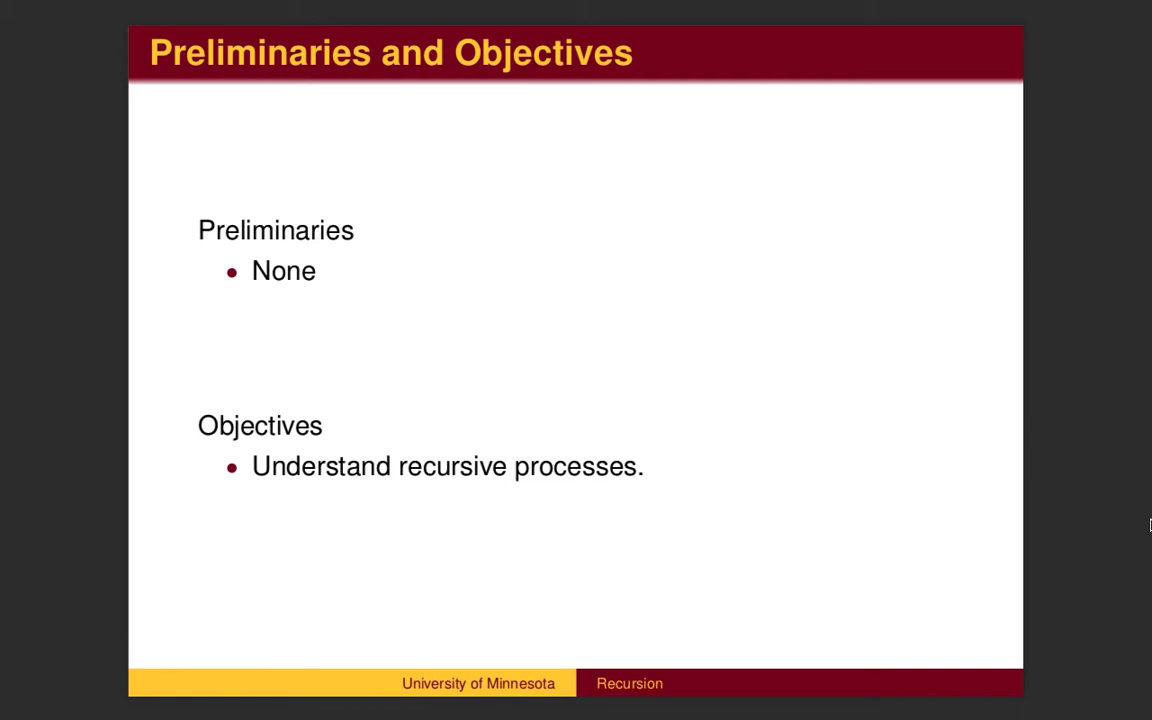 Preliminaries and Objectives
Preliminaries
• None
Objectives
• Understand recursive processes.
University of Minnesota
Recursion